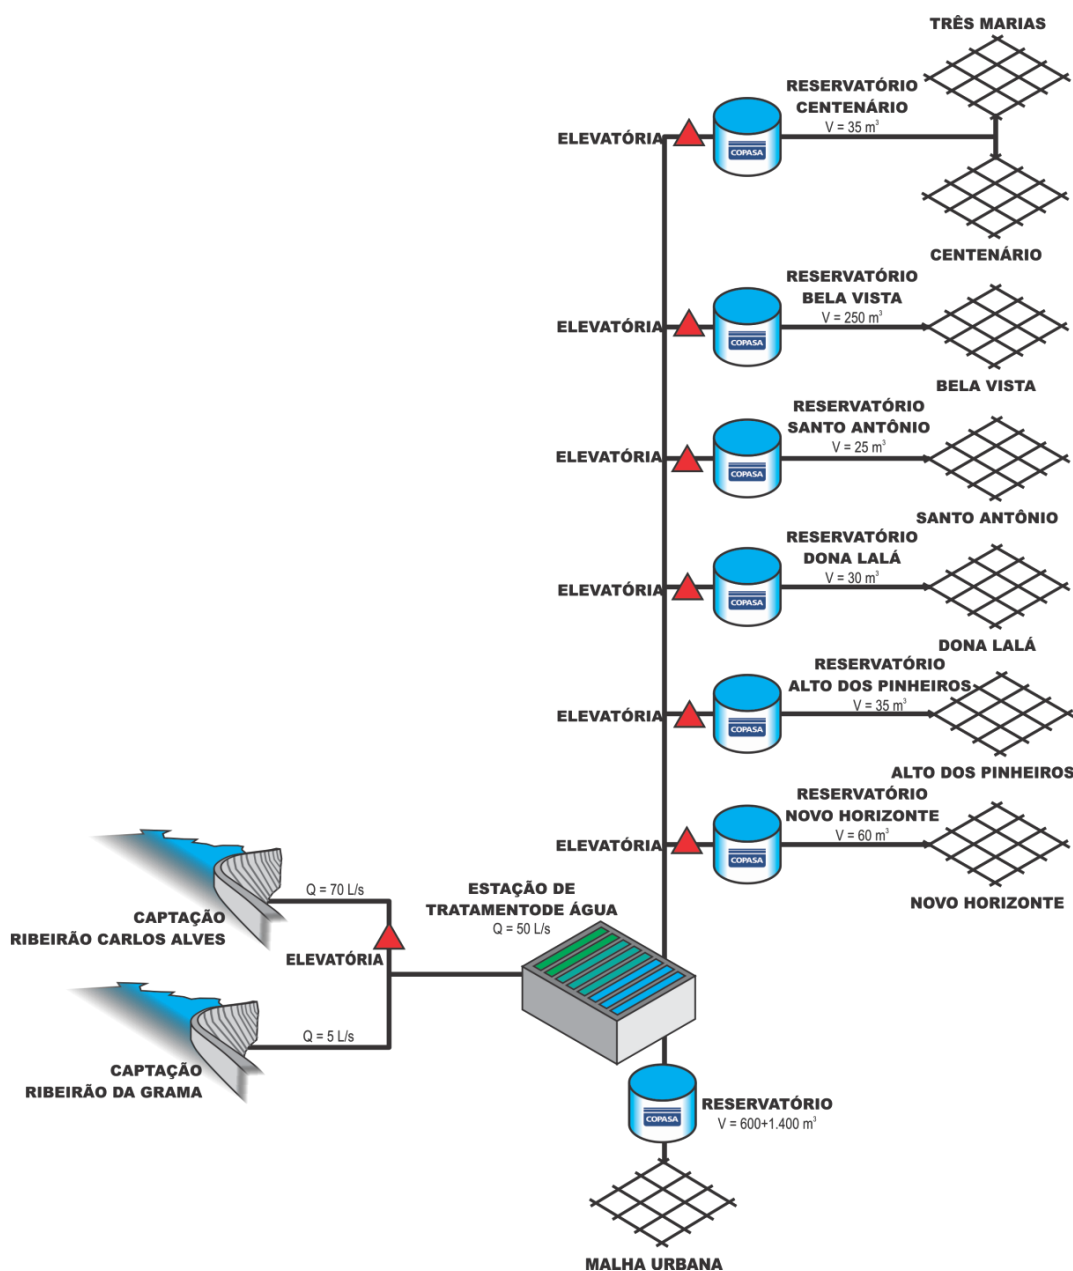 TRÊS MARIAS
RESERVATÓRIO
CENTENÁRIO
V = 35 m³
ELEVATÓRIA
COPASA
CENTENÁRIO
RESERVATÓRIO
BELA VISTA
V = 250 m³
ELEVATÓRIA
COPASA
BELA VISTA
RESERVATÓRIO
SANTO ANTÔNIO
V = 25 m³
ELEVATÓRIA
COPASA
SANTO ANTÔNIO
RESERVATÓRIO
DONA LALÁ
V = 30 m³
ELEVATÓRIA
COPASA
DONA LALÁ
RESERVATÓRIO
ALTO DOS PINHEIROS
V = 35 m³
ELEVATÓRIA
COPASA
ALTO DOS PINHEIROS
RESERVATÓRIO
NOVO HORIZONTE
V = 60 m³
ELEVATÓRIA
COPASA
NOVO HORIZONTE
Q = 70 L/s
CAPTAÇÃO
RIBEIRÃO CARLOS ALVES
ELEVATÓRIA
ESTAÇÃO DE
TRATAMENTODE ÁGUA
Q = 50 L/s
Q = 5 L/s
CAPTAÇÃO
RIBEIRÃO DA GRAMA
RESERVATÓRIO
V = 600+1.400 m³
COPASA
MALHA URBANA